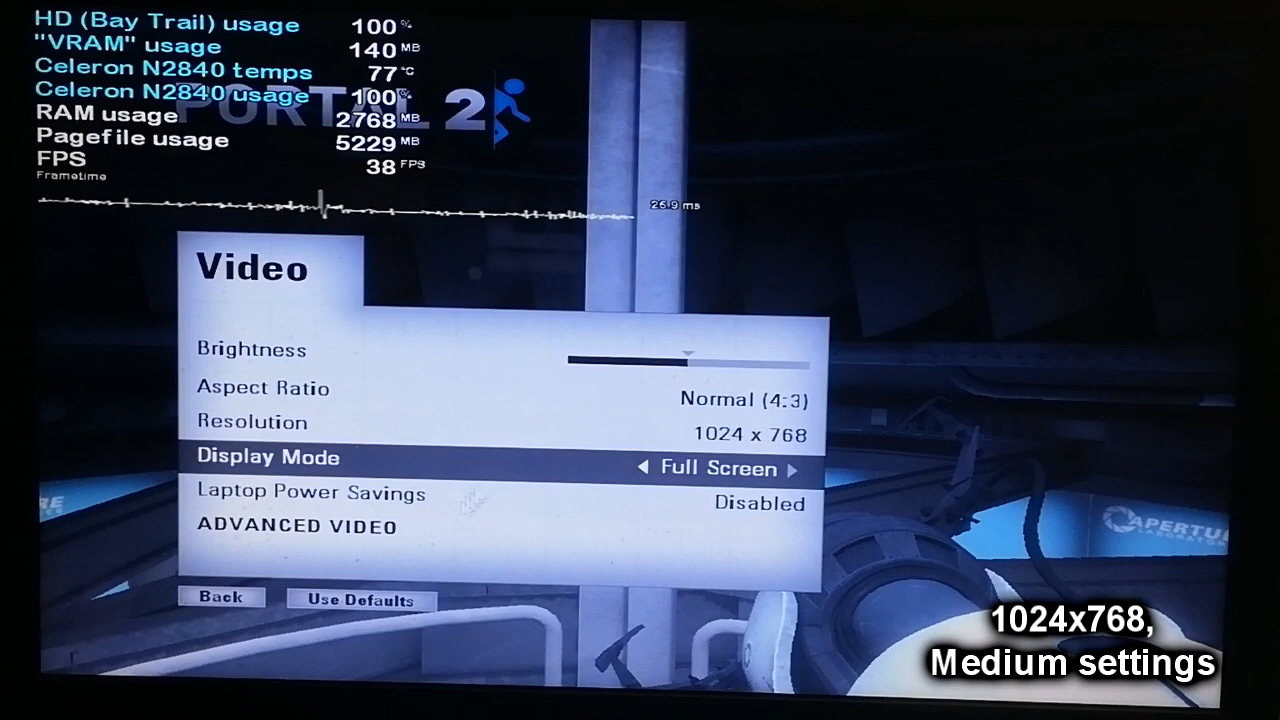 HD (Bay Trail) usage 100 %
"VRAM" usage 140 MB
Celeron N2840 temps 77 °C
Celeron N2840 usage 100 %
RAM usage 2768 MB
Pagefile usage 5229 MB
FPS 38 FPS
Frametime
25.9 ms
PORTAL 2
Video
Brightness
Aspect Ratio Normal (4:3)
Resolution 1024 x 768
Display Mode Full Screen
Laptop Power Savings Disabled
ADVANCED VIDEO
Back Use Defaults
APERTURE
1024x768,
Medium settings